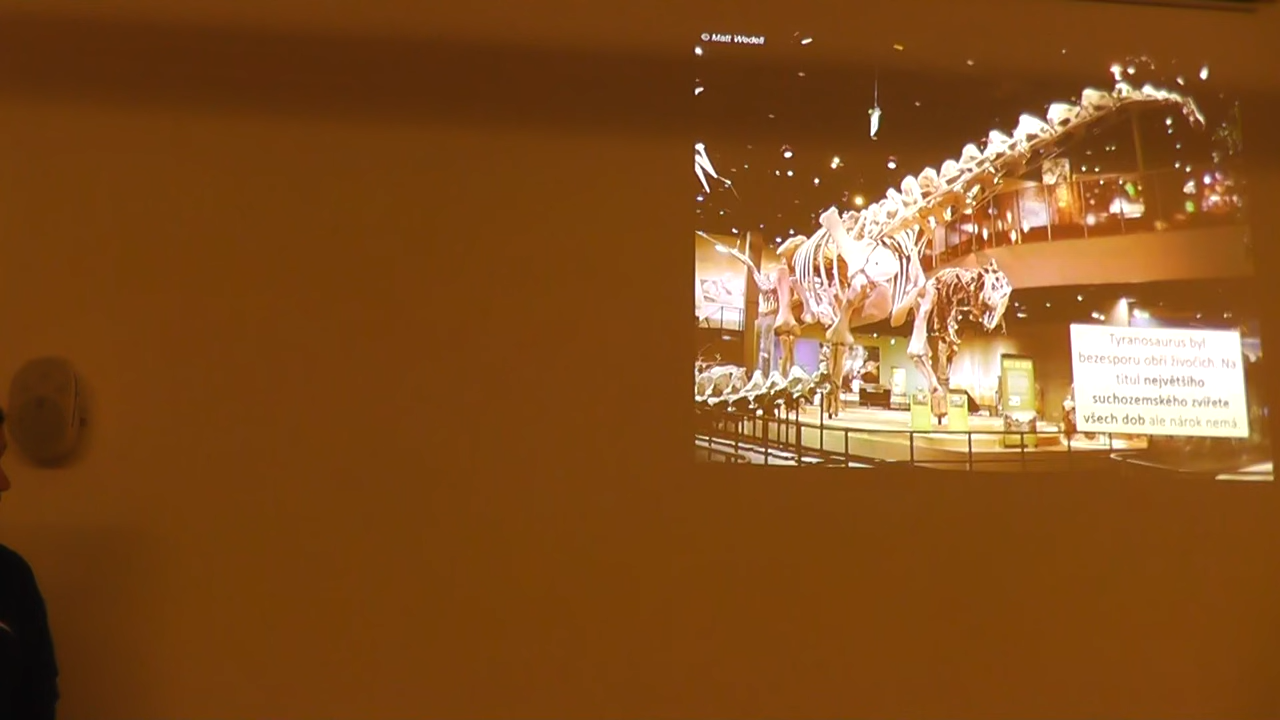 © Matt Wedell
Tyranosaurus byl
bezesporu obří živočich. Na
titul největšího
suchozemského zvířete
všech dob ale nárok nemá.